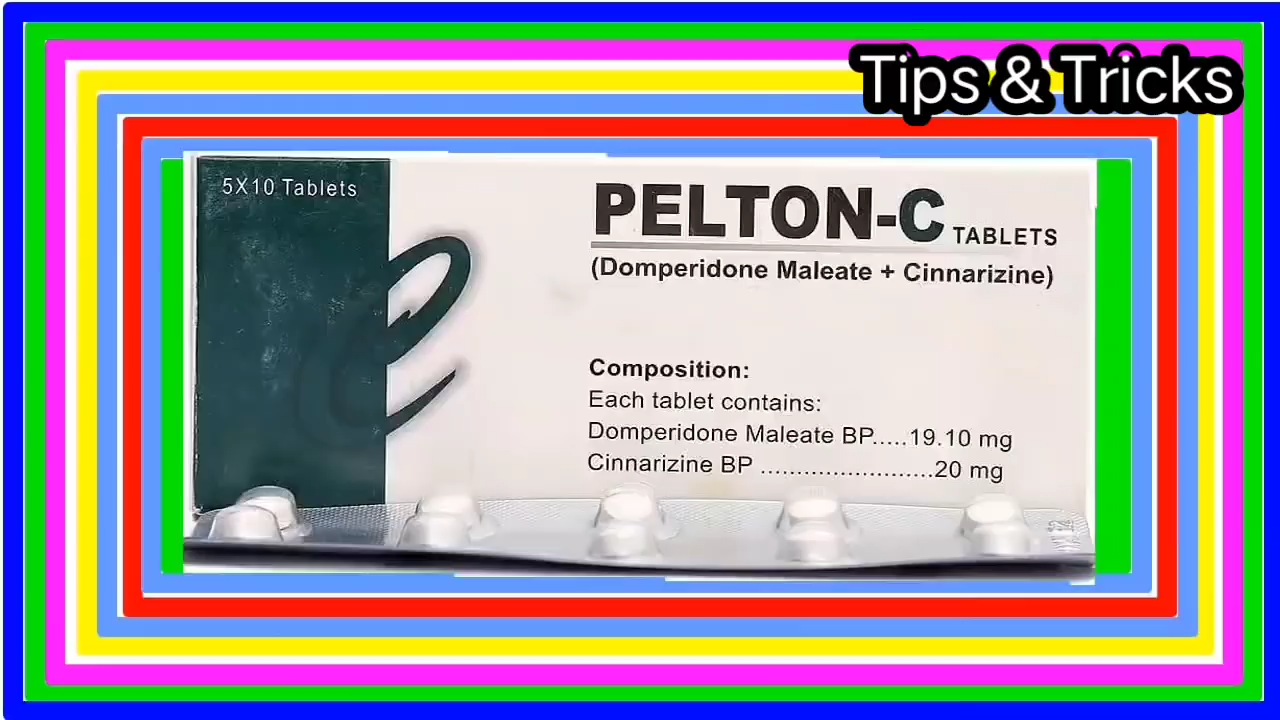 Tips & Tricks
5X10 Tablets
PELTON-C TABLETS
(Domperidone Maleate + Cinnarizine)
Composition:
Each tablet contains:
Domperidone Maleate BP.....19.10 mg
Cinnarizine BP .........................20 mg